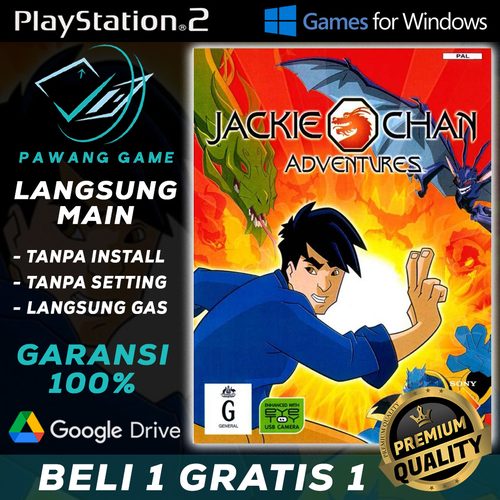 PlayStation®2
Games for Windows
PAWANG GAME
LANGSUNG
MAIN
- TANPA INSTALL
- TANPA SETTING
- LANGSUNG GAS
GARANSI
100%
Google Drive
BELI 1 GRATIS 1
PAL
JACKIE CHAN
ADVENTURES
G
GENERAL
ENHANCED WITH
EYE
TOY
USB CAMERA
SONY
PREMIUM
QUALITY